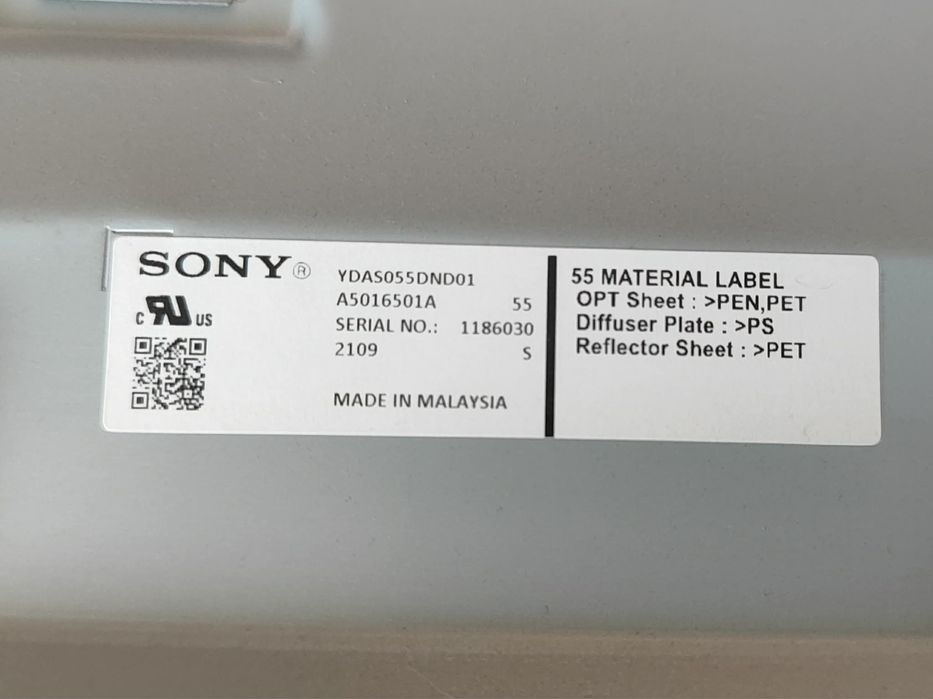 SONY®
C RU US
YDAS055DND01
A5016501A 55
SERIAL NO.: 1186030
2109 S
MADE IN MALAYSIA
55 MATERIAL LABEL
OPT Sheet : >PEN,PET
Diffuser Plate : >PS
Reflector Sheet : >PET